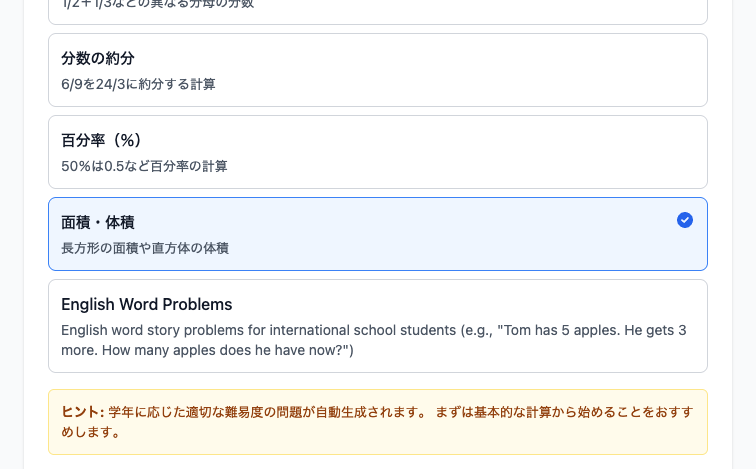 1/2+1/3などの異なる分母の分数
分数の約分
6/9を24/3に約分する計算
百分率（%）
50%は0.5など百分率の計算
面積・体積
長方形の面積や直方体の体積
English Word Problems
English word story problems for international school students (e.g., "Tom has 5 apples. He gets 3
more. How many apples does he have now?")
ヒント: 学年に応じた適切な難易度の問題が自動生成されます。 まずは基本的な計算から始めることをおすす
めします。